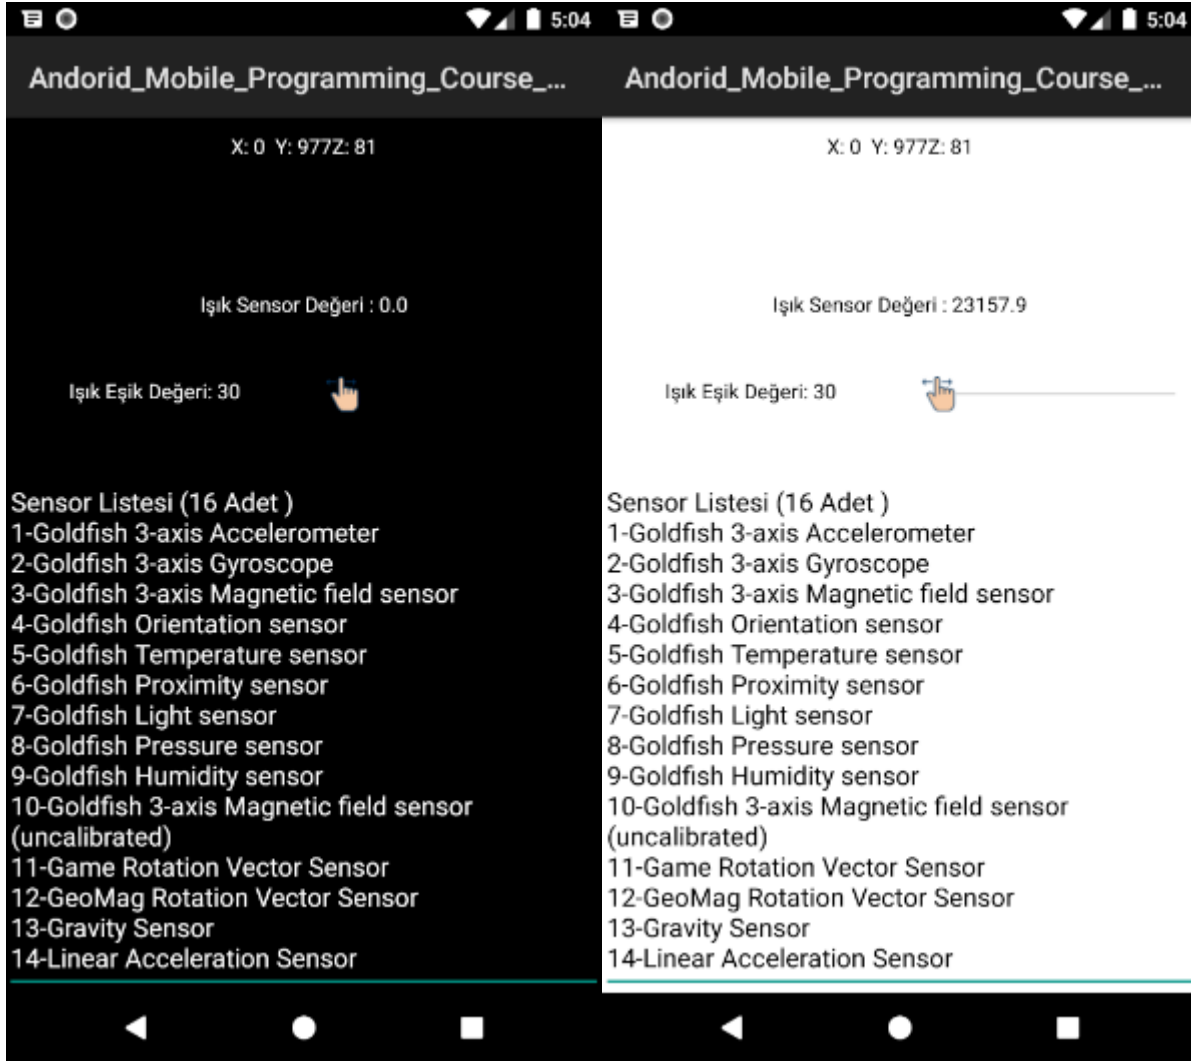 5:04
Andorid_Mobile_Programming_Course_...
X: 0 Y: 977Z: 81
Işık Sensor Değeri : 0.0
Işık Eşik Değeri: 30
Sensor Listesi (16 Adet )
1-Goldfish 3-axis Accelerometer
2-Goldfish 3-axis Gyroscope
3-Goldfish 3-axis Magnetic field sensor
4-Goldfish Orientation sensor
5-Goldfish Temperature sensor
6-Goldfish Proximity sensor
7-Goldfish Light sensor
8-Goldfish Pressure sensor
9-Goldfish Humidity sensor
10-Goldfish 3-axis Magnetic field sensor
(uncalibrated)
11-Game Rotation Vector Sensor
12-GeoMag Rotation Vector Sensor
13-Gravity Sensor
14-Linear Acceleration Sensor
5:04
Andorid_Mobile_Programming_Course_...
X: 0 Y: 977Z: 81
Işık Sensor Değeri : 23157.9
Işık Eşik Değeri: 30
Sensor Listesi (16 Adet )
1-Goldfish 3-axis Accelerometer
2-Goldfish 3-axis Gyroscope
3-Goldfish 3-axis Magnetic field sensor
4-Goldfish Orientation sensor
5-Goldfish Temperature sensor
6-Goldfish Proximity sensor
7-Goldfish Light sensor
8-Goldfish Pressure sensor
9-Goldfish Humidity sensor
10-Goldfish 3-axis Magnetic field sensor
(uncalibrated)
11-Game Rotation Vector Sensor
12-GeoMag Rotation Vector Sensor
13-Gravity Sensor
14-Linear Acceleration Sensor